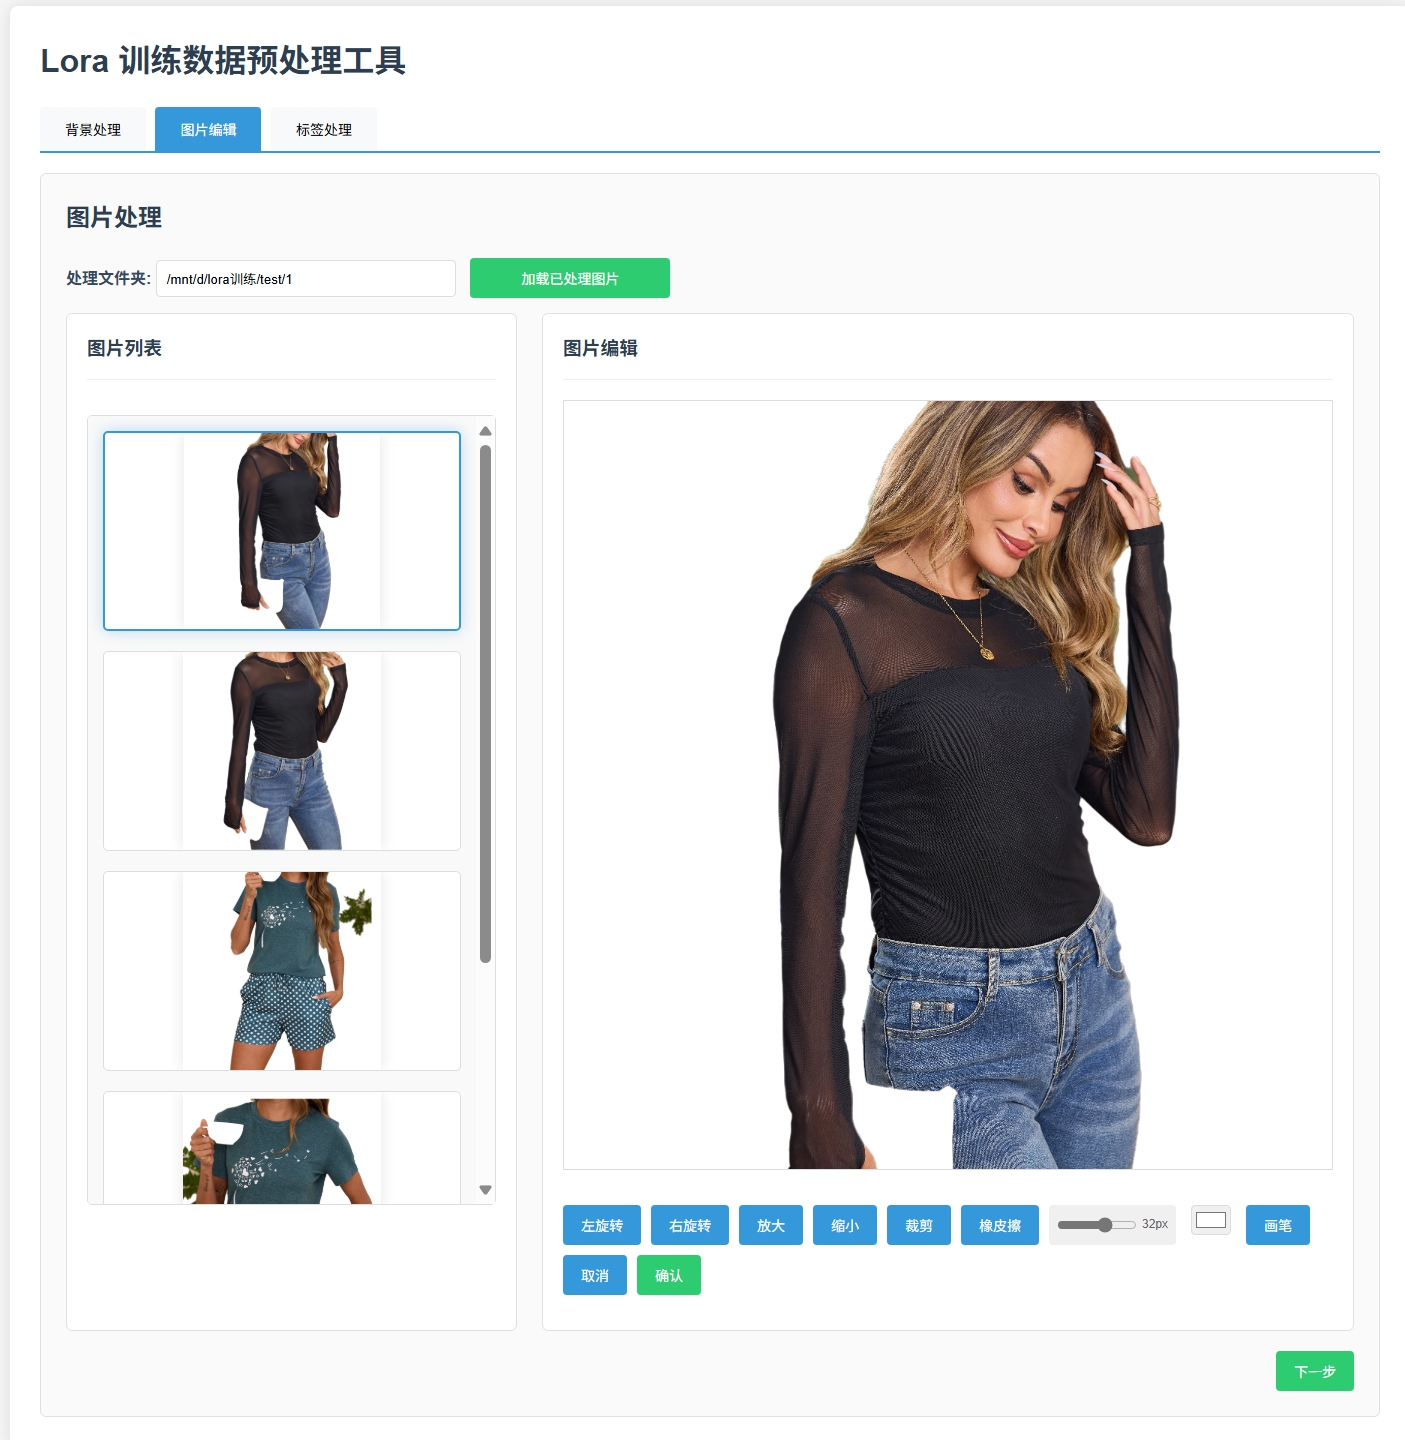 Lora 训练数据预处理工具
背景处理
图片编辑
标签处理
图片处理
处理文件夹: /mnt/d/lora训练/test/1 加载已处理图片
图片列表
图片编辑
左旋转 右旋转 放大 缩小 裁剪 橡皮擦 32px 画笔
取消 确认
下一步